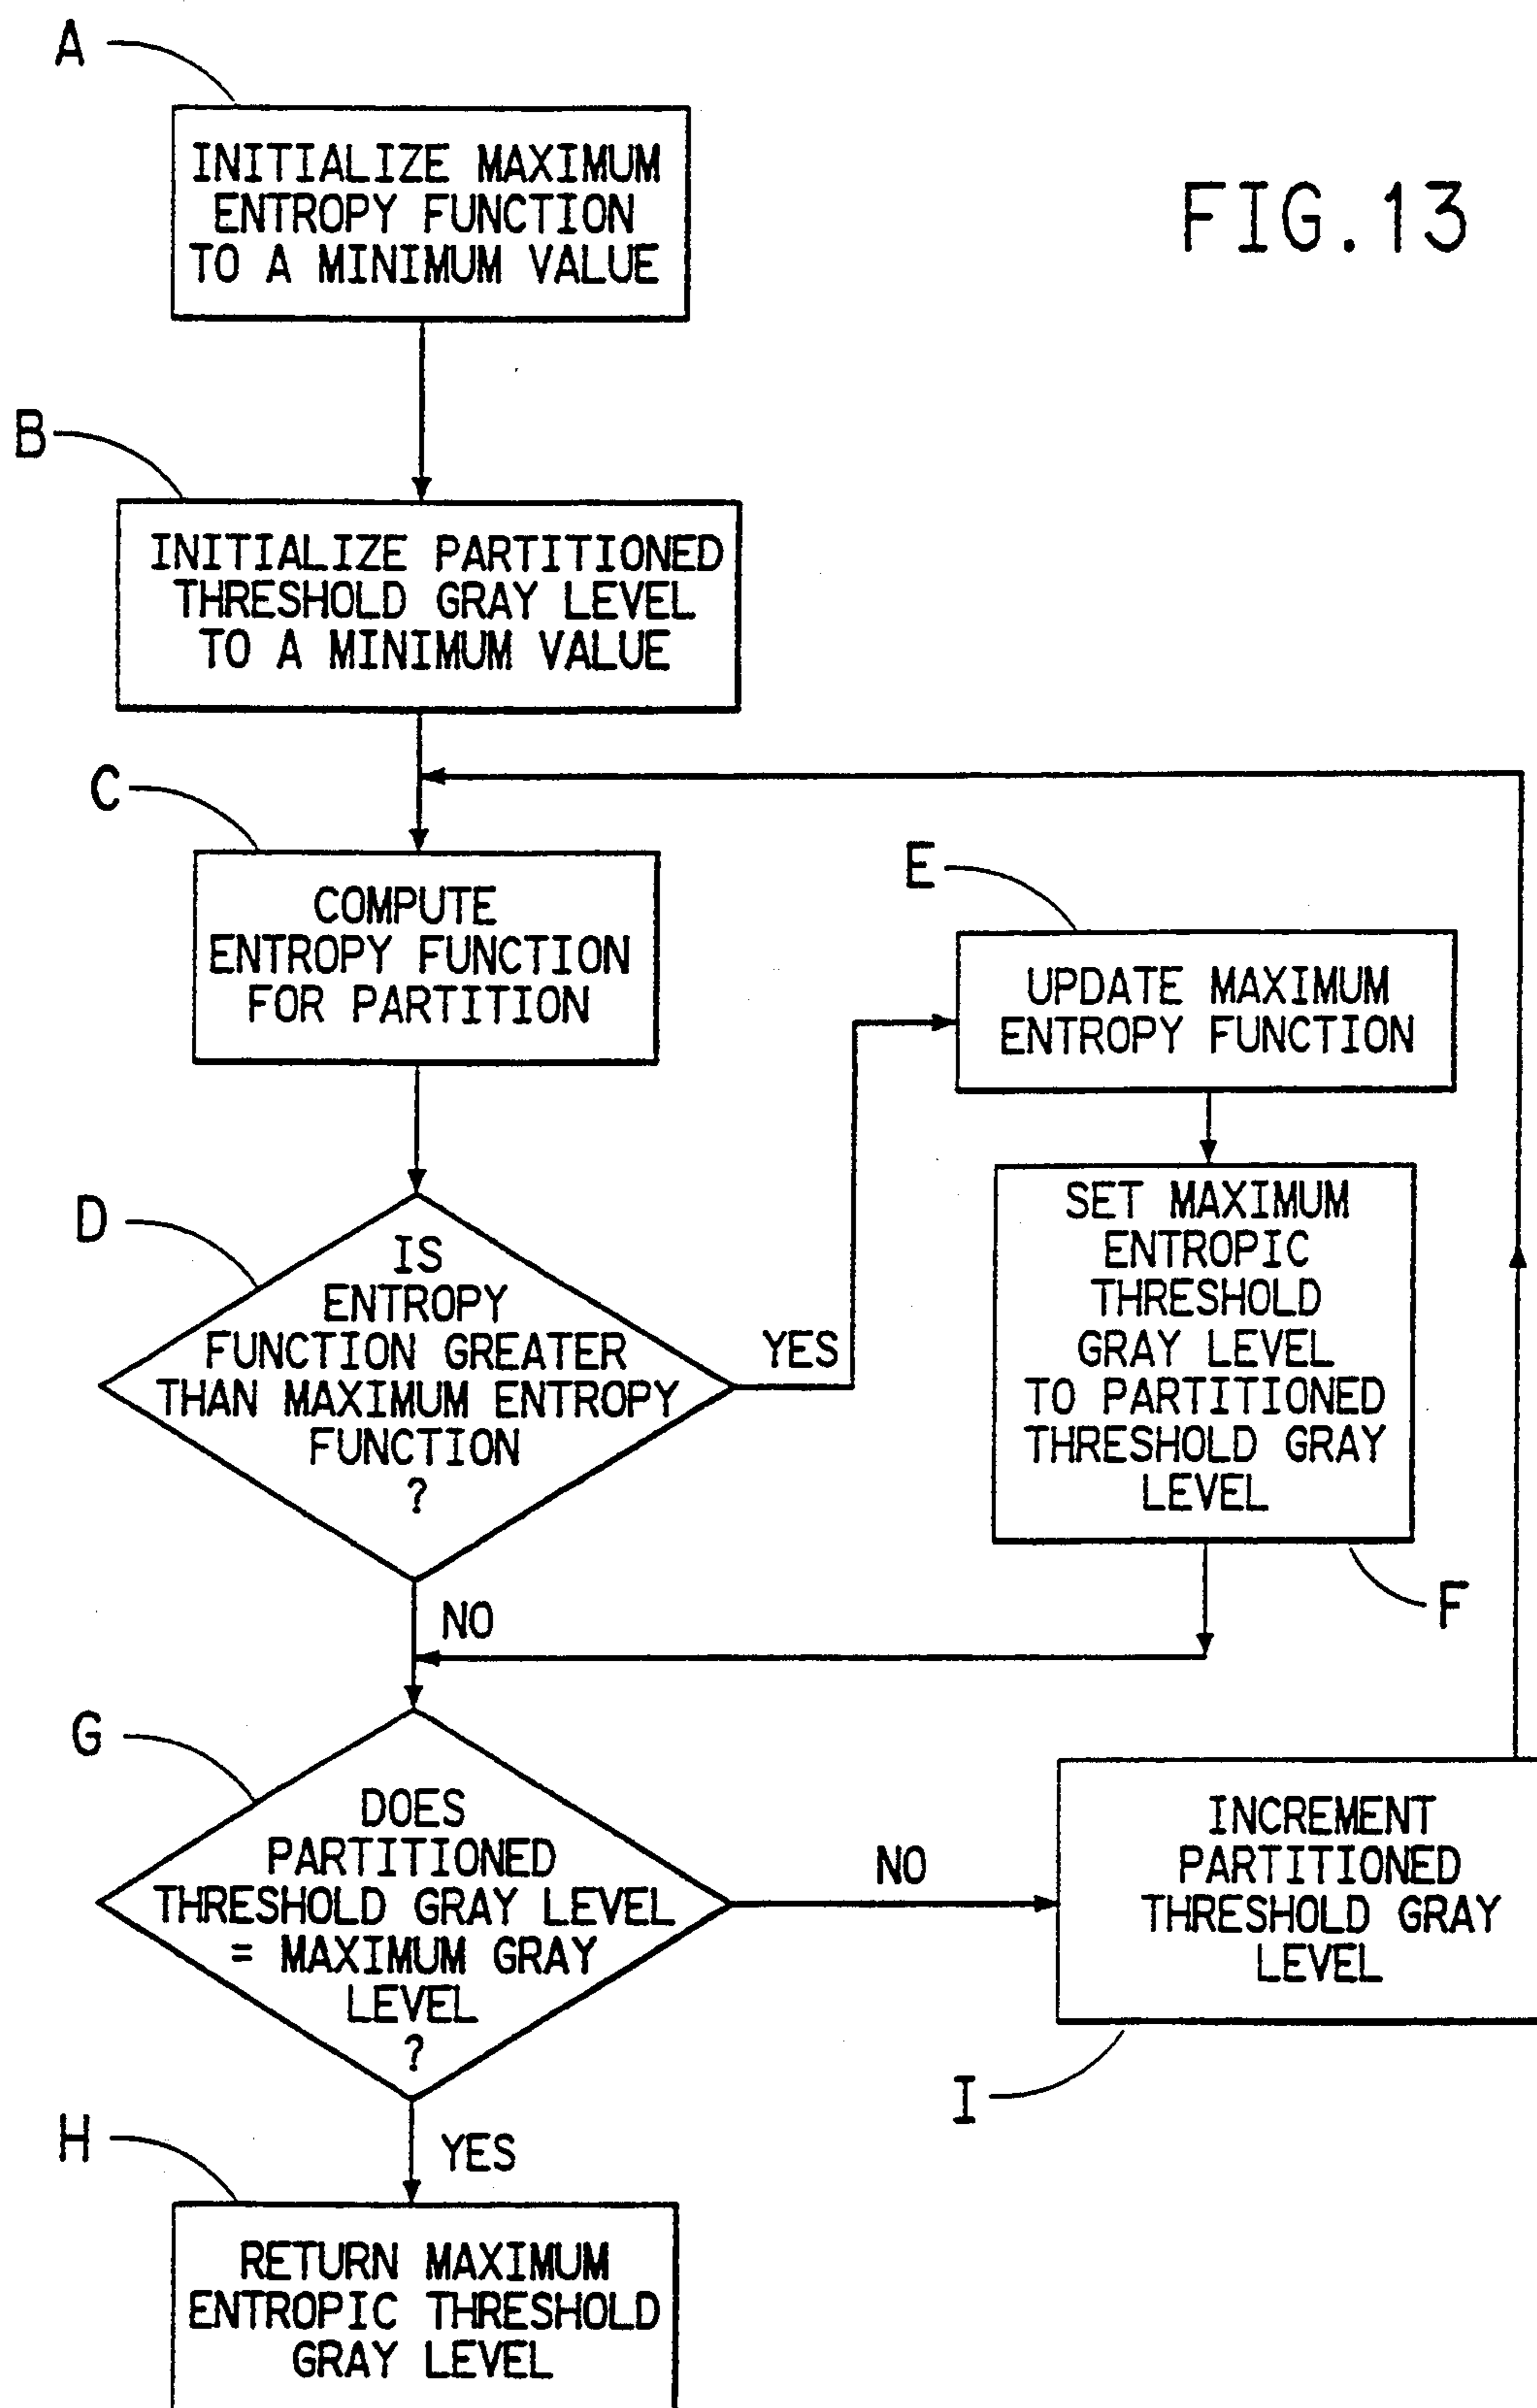 A
INITIALIZE MAXIMUM
ENTROPY FUNCTION
TO A MINIMUM VALUE
FIG.13
B
INITIALIZE PARTITIONED
THRESHOLD GRAY LEVEL
TO A MINIMUM VALUE
C
COMPUTE
ENTROPY FUNCTION
FOR PARTITION
E
UPDATE MAXIMUM
ENTROPY FUNCTION
D
IS
ENTROPY
FUNCTION GREATER
THAN MAXIMUM ENTROPY
FUNCTION
?
YES
SET MAXIMUM
ENTROPIC
THRESHOLD
GRAY LEVEL
TO PARTITIONED
THRESHOLD GRAY
LEVEL
F
NO
G
DOES
PARTITIONED
THRESHOLD GRAY LEVEL
= MAXIMUM GRAY
LEVEL
?
NO
INCREMENT
PARTITIONED
THRESHOLD GRAY
LEVEL
I
YES
H
RETURN MAXIMUM
ENTROPIC THRESHOLD
GRAY LEVEL